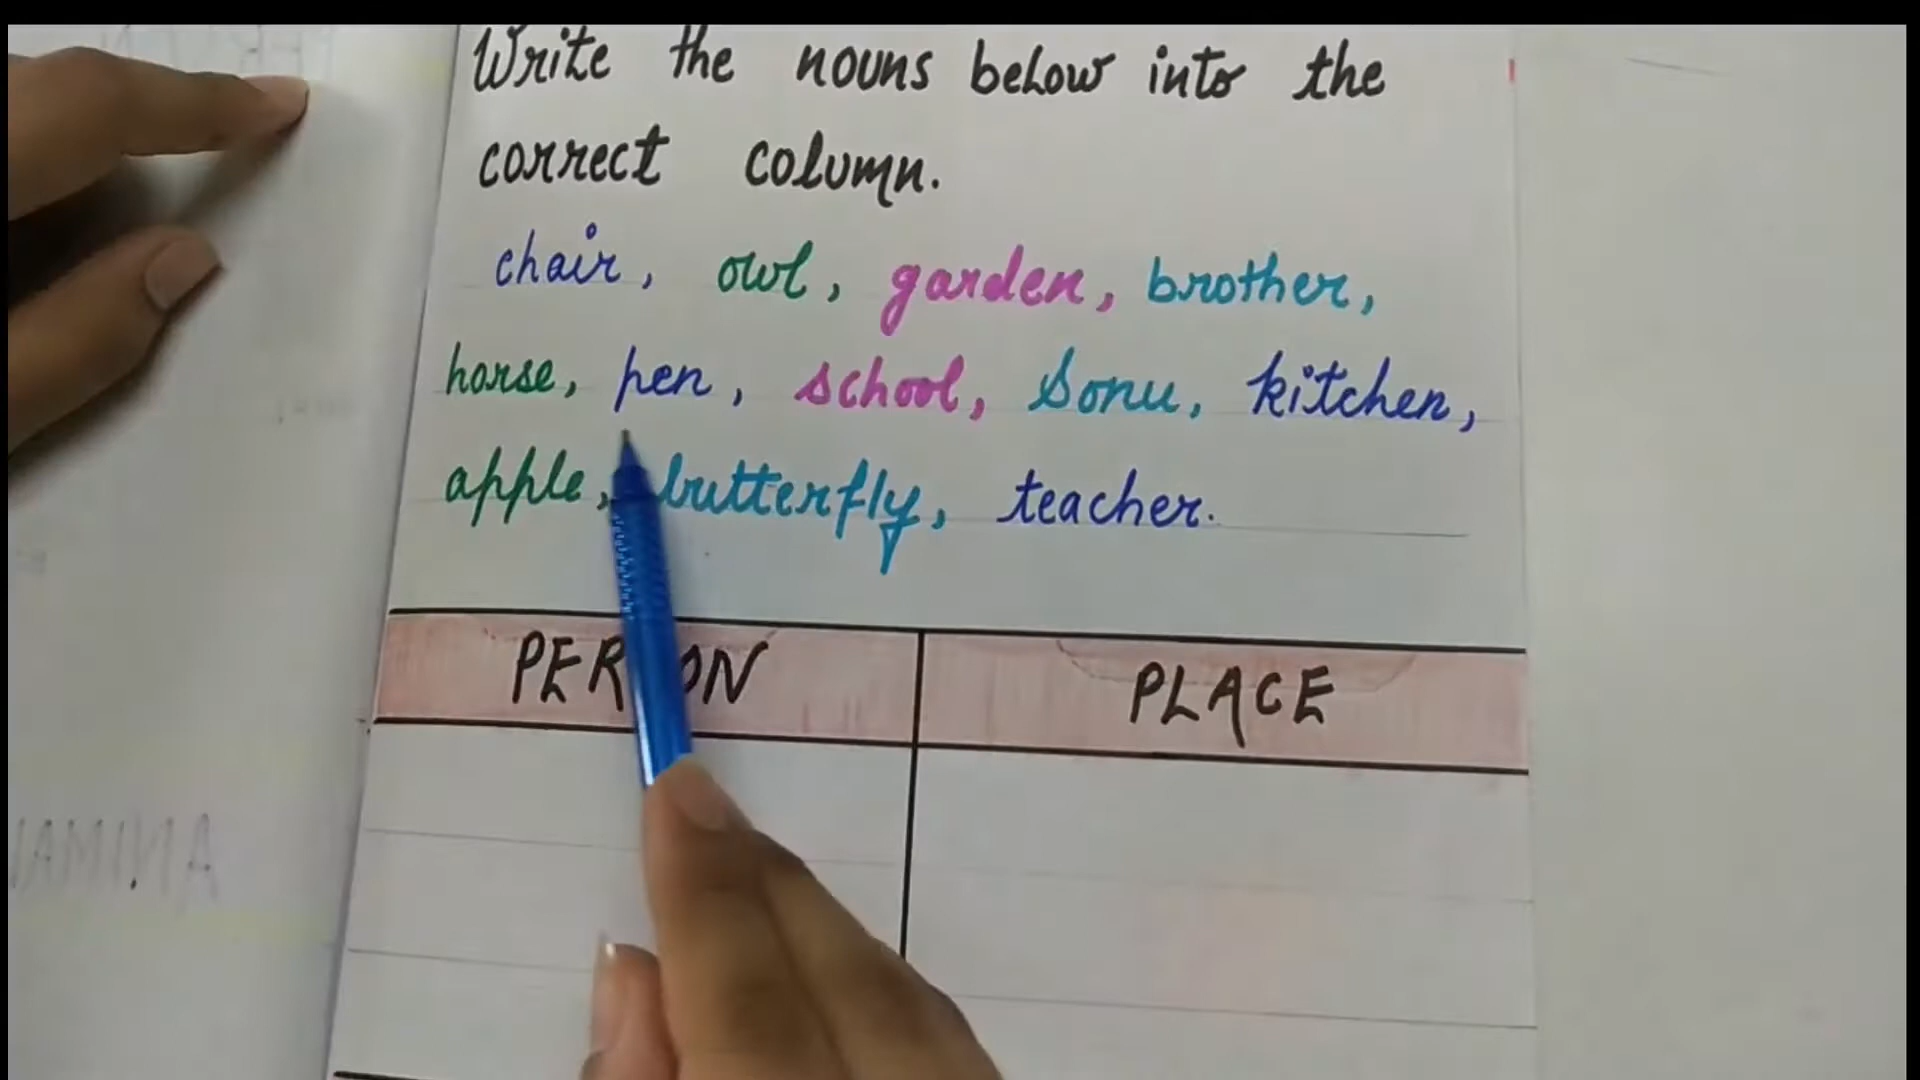 Write the nouns below into the
correct column.
chair, owl, garden, brother,
horse, pen, school, Sonu, kitchen,
apple, butterfly, teacher.
PERSON PLACE